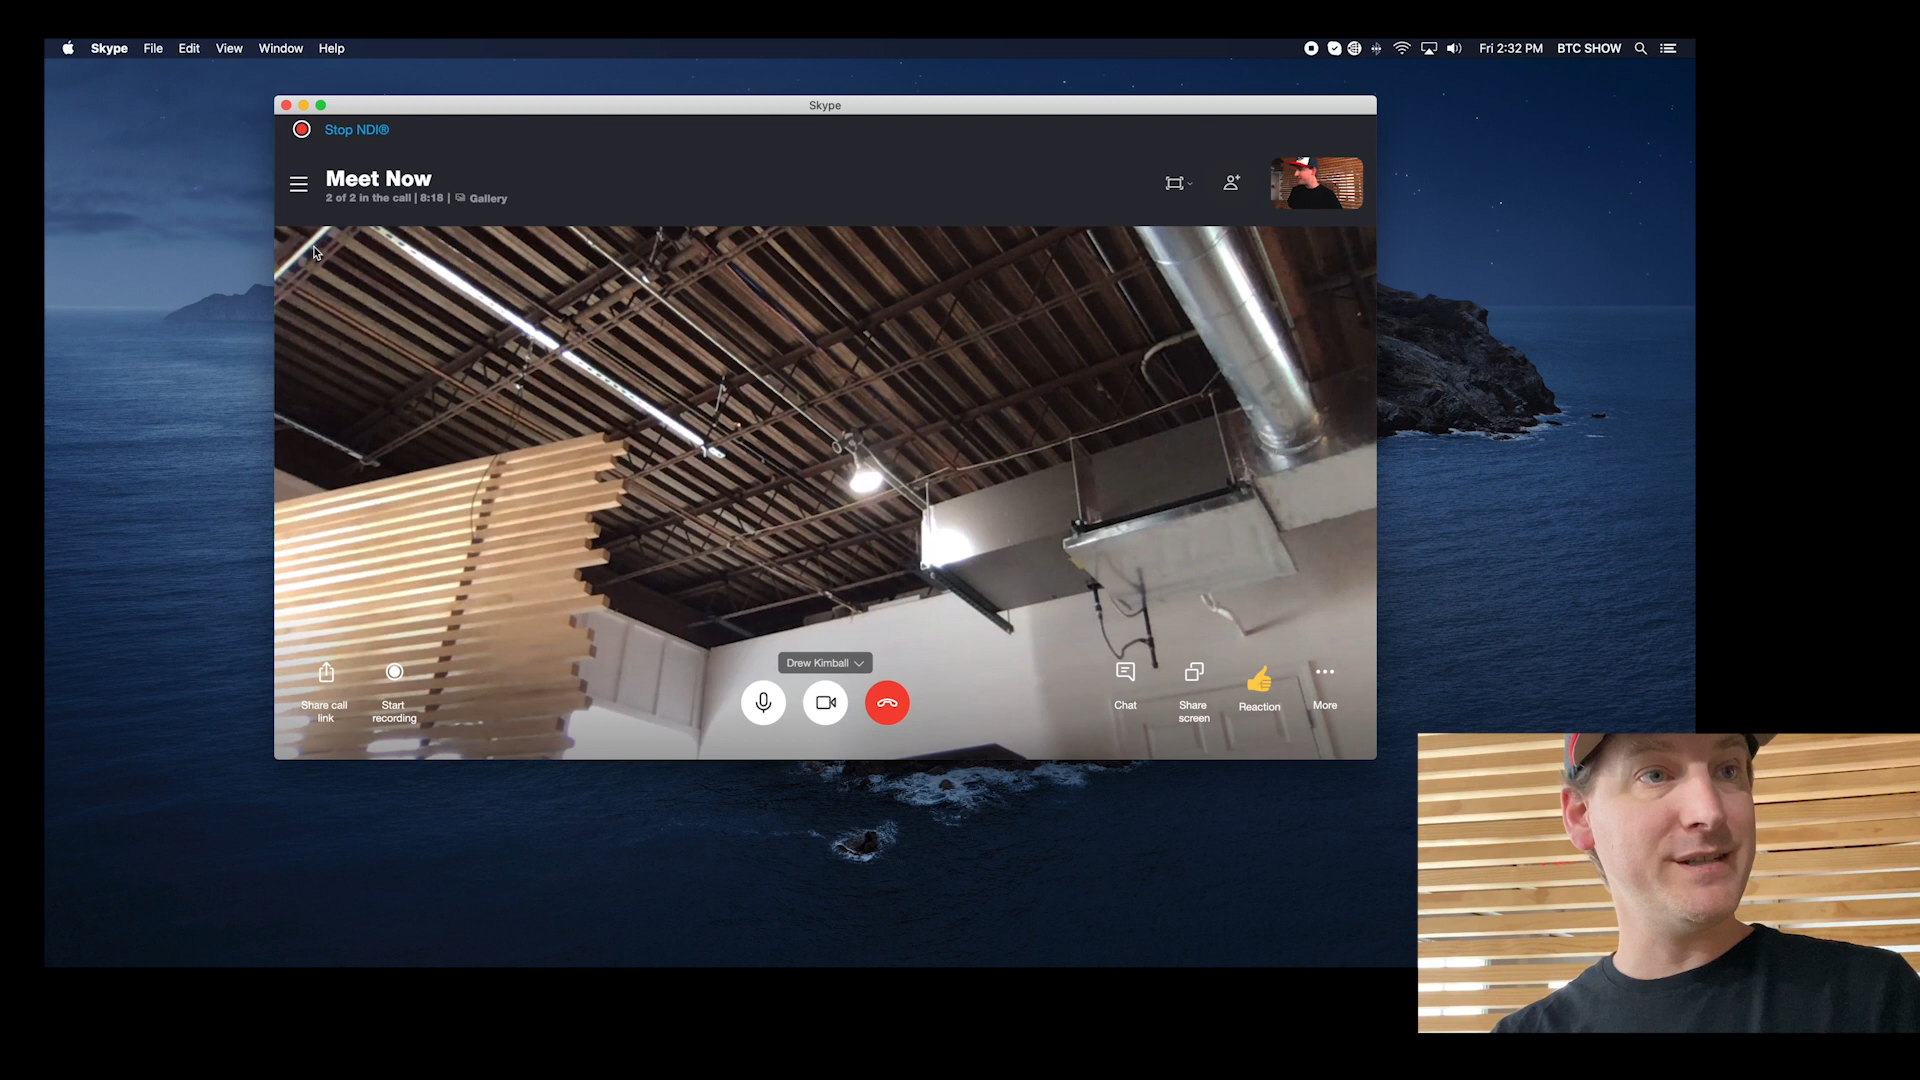 Skype File Edit View Window Help
Fri 2:32 PM BTC SHOW
Skype
Stop NDI®
Meet Now
2 of 2 in the call | 8:18 | Gallery
Drew Kimball
Share call
link
Start
recording
Chat
Share
screen
Reaction
More